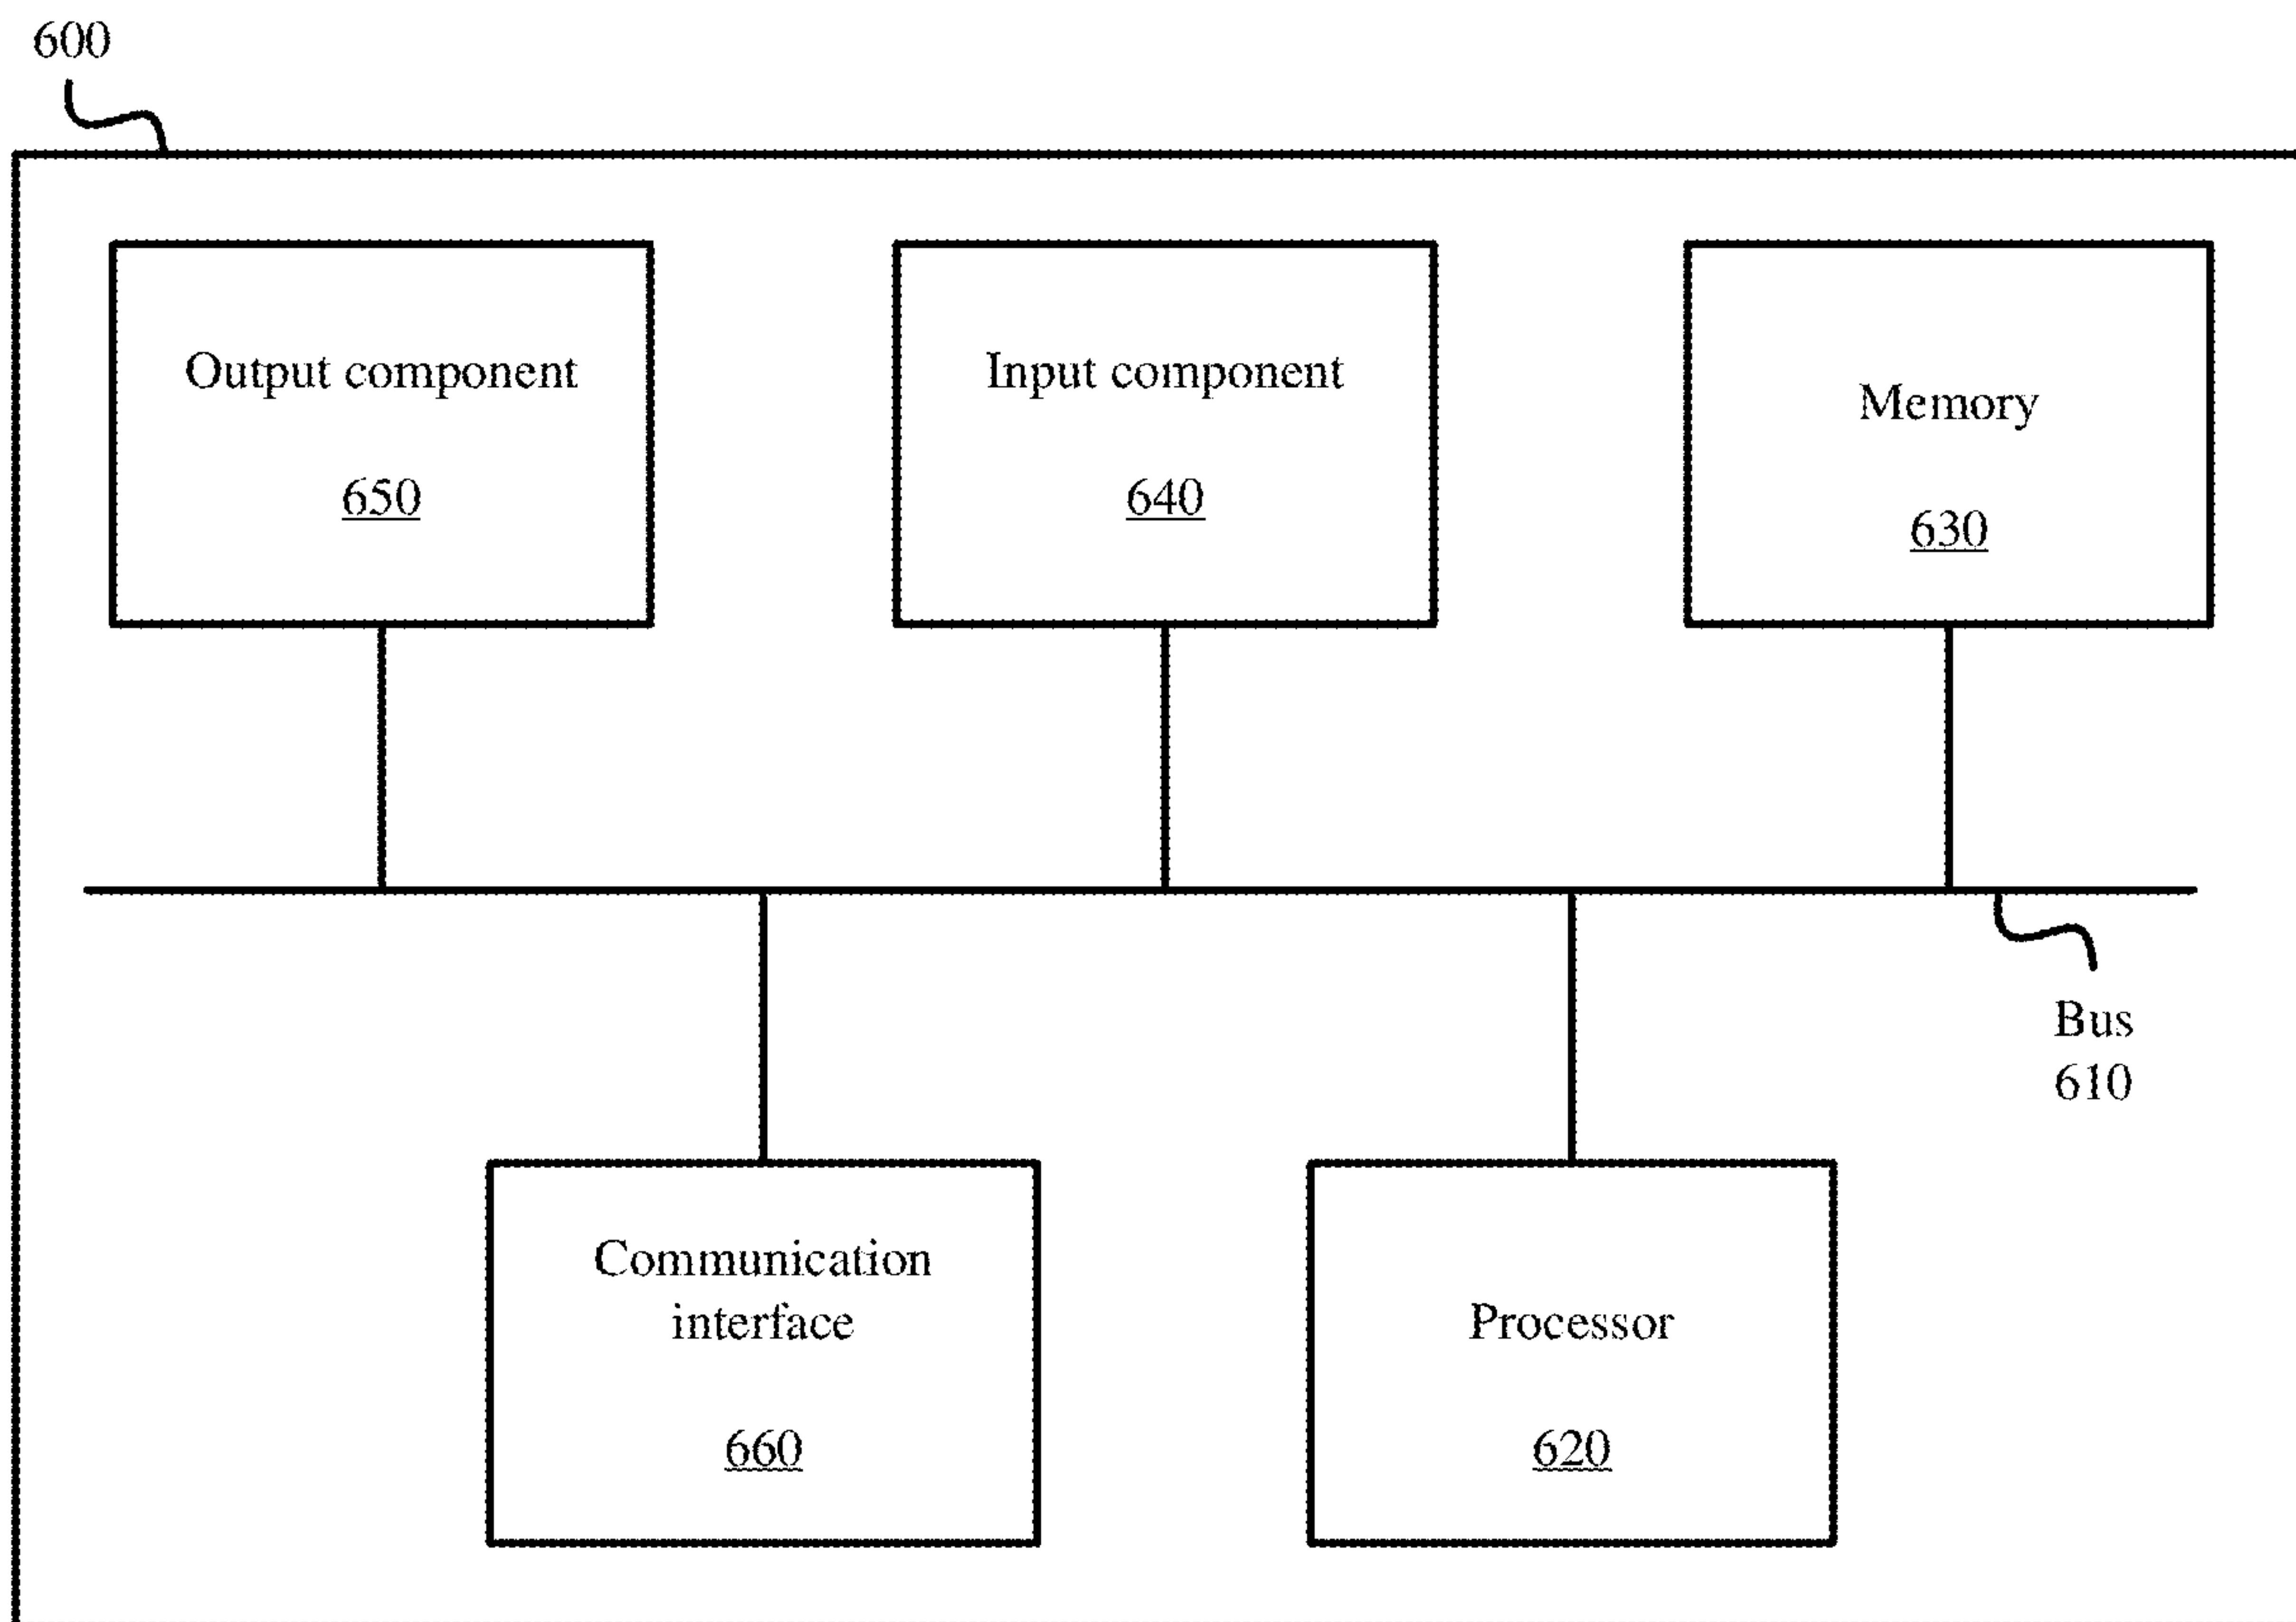 600
Output component
650
Input component
640
Memory
630
Bus
610
Communication
interface
660
Processor
620